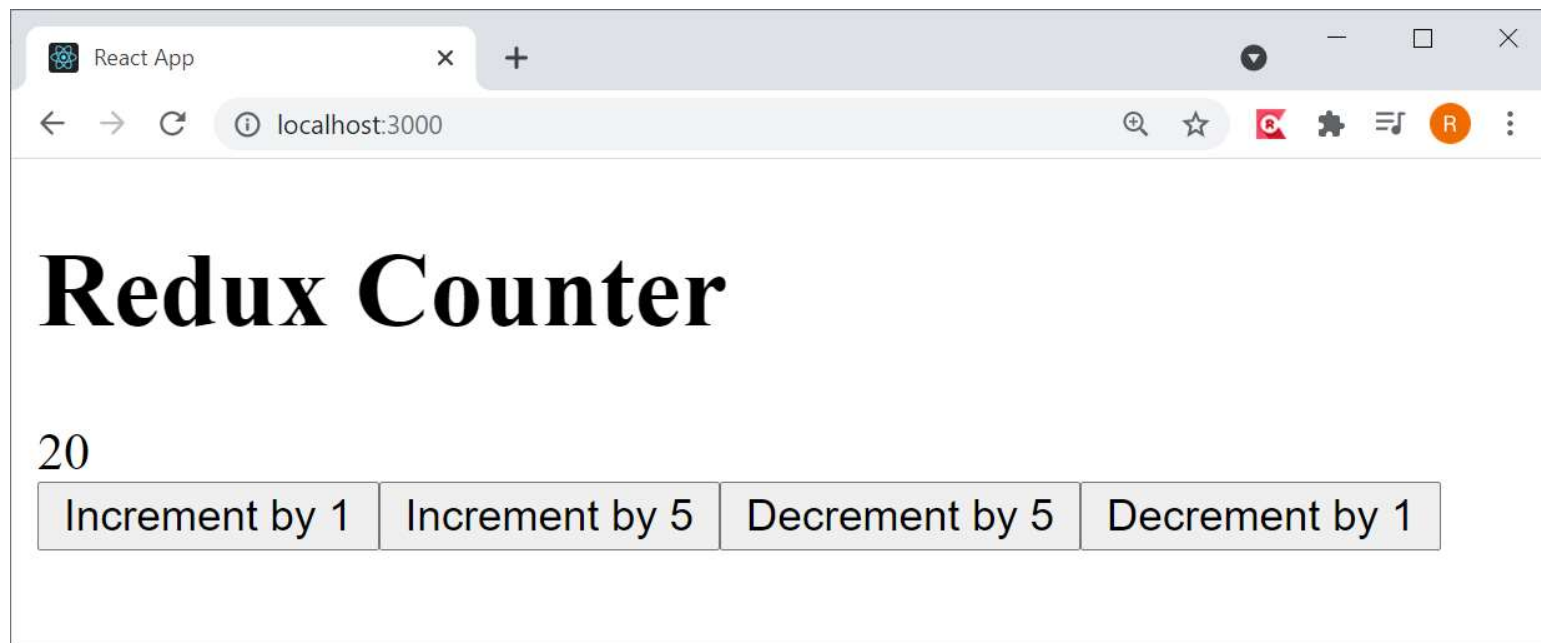 React App
localhost:3000
R
R
Redux Counter
20
Increment by 1 Increment by 5 Decrement by 5 Decrement by 1